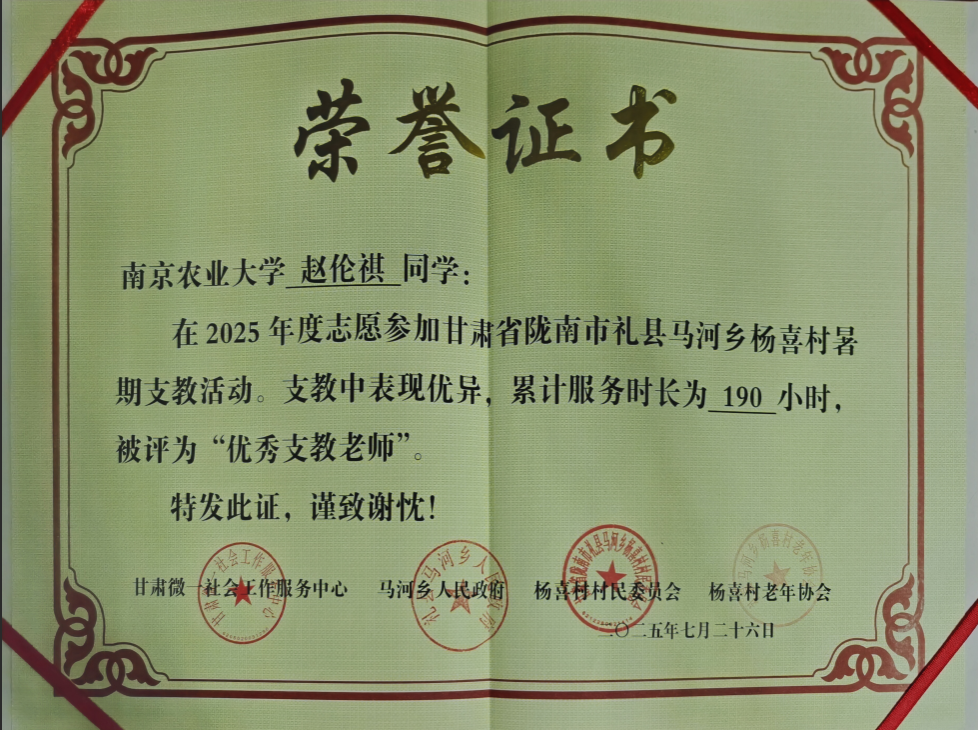 荣誉证书
南京农业大学 赵伦祺 同学：
在 2025 年度志愿参加甘肃省陇南市礼县马河乡杨喜村暑
期支教活动。支教中表现优异，累计服务时长为 190 小时，
被评为“优秀支教老师”。
特发此证，谨致谢忱！
甘肃微一社会工作服务中心 马河乡人民政府 杨喜村村民委员会 杨喜村老年协会
二〇二五年七月二十六日